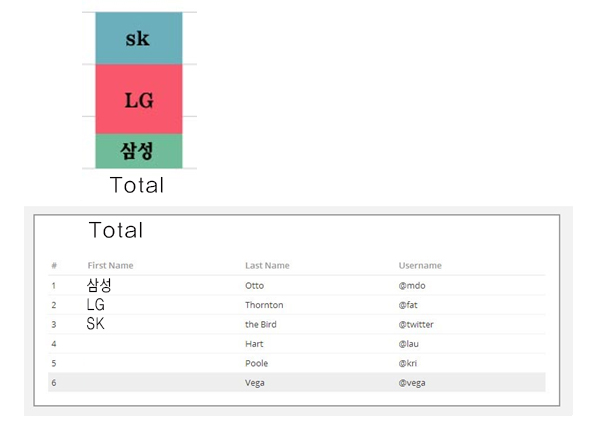 sk
LG
삼성
Total
Total
# First Name Last Name Username
1 삼성 Otto @mdo
2 LG Thornton @fat
3 SK the Bird @twitter
4 Hart @lau
5 Poole @kri
6 Vega @vega